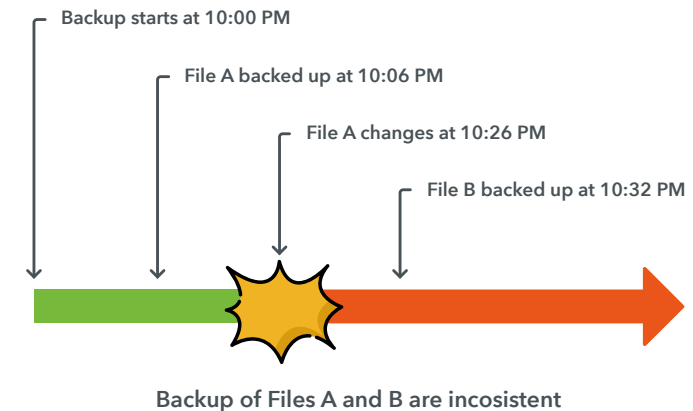 Backup starts at 10:00 PM
File A backed up at 10:06 PM
File A changes at 10:26 PM
File B backed up at 10:32 PM
Backup of Files A and B are incosistent